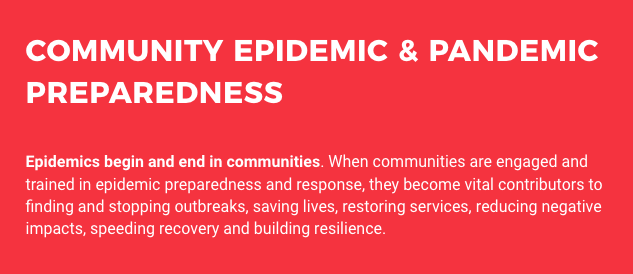 COMMUNITY EPIDEMIC & PANDEMIC
PREPAREDNESS
Epidemics begin and end in communities. When communities are engaged and
trained in epidemic preparedness and response, they become vital contributors to
finding and stopping outbreaks, saving lives, restoring services, reducing negative
impacts, speeding recovery and building resilience.